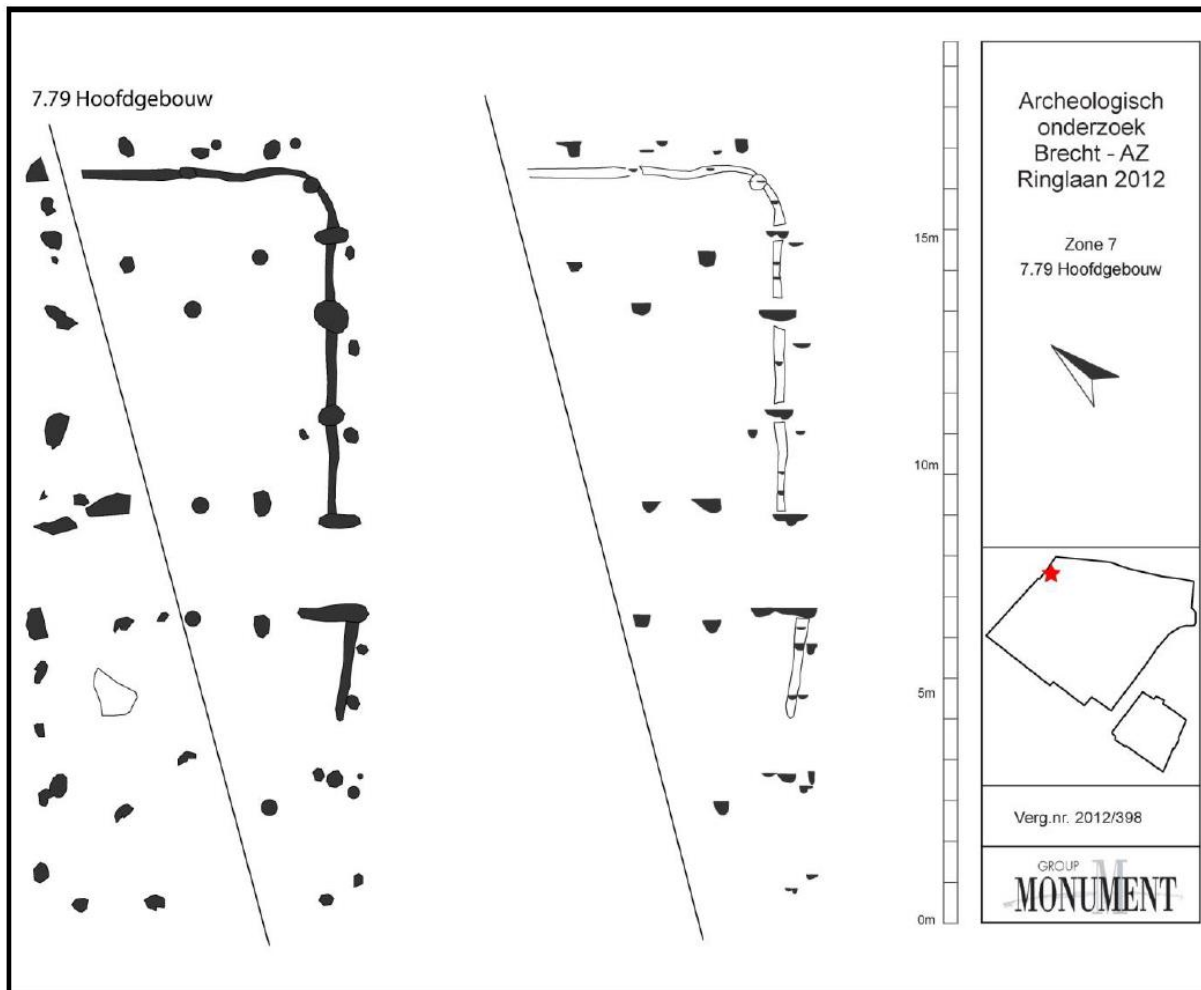 7.79 Hoofdgebouw
15m
10m
5m
0m
Archeologisch
onderzoek
Brecht - AZ
Ringlaan 2012
Zone 7
7.79 Hoofdgebouw
Verg.nr. 2012/398
GROUP
M
MONUMENT